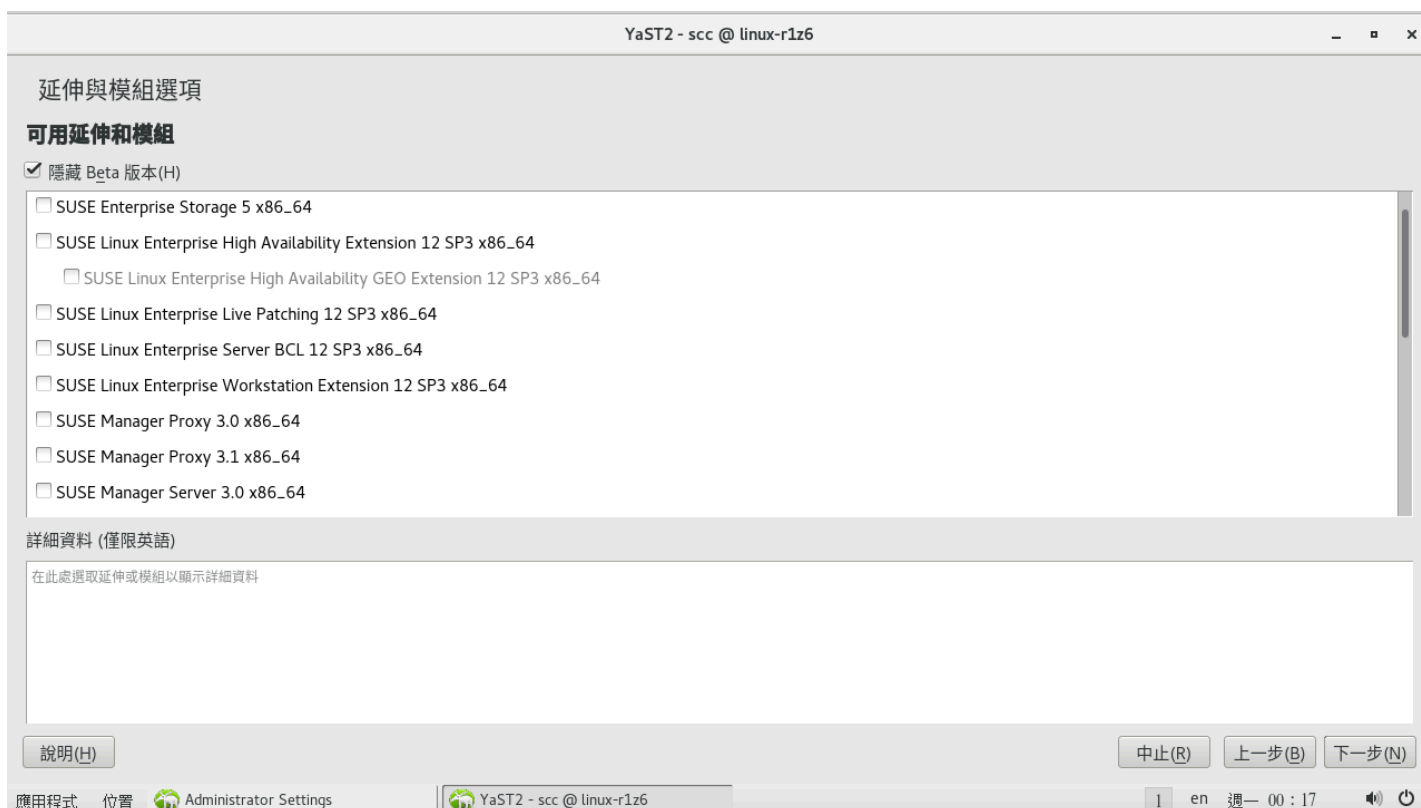 YaST2 - scc @ linux-r1z6
延伸與模組選項
可用延伸和模組
隱藏 Beta 版本(H)
SUSE Enterprise Storage 5 x86_64
SUSE Linux Enterprise High Availability Extension 12 SP3 x86_64
SUSE Linux Enterprise High Availability GEO Extension 12 SP3 x86_64
SUSE Linux Enterprise Live Patching 12 SP3 x86_64
SUSE Linux Enterprise Server BCL 12 SP3 x86_64
SUSE Linux Enterprise Workstation Extension 12 SP3 x86_64
SUSE Manager Proxy 3.0 x86_64
SUSE Manager Proxy 3.1 x86_64
SUSE Manager Server 3.0 x86_64
詳細資料 (僅限英語)
在此處選取延伸或模組以顯示詳細資料
說明(H) 中止(R) 上一步(B) 下一步(N)
應用程式 位置 Administrator Settings YaST2 - scc @ linux-r1z6 1 en 週一 00：17